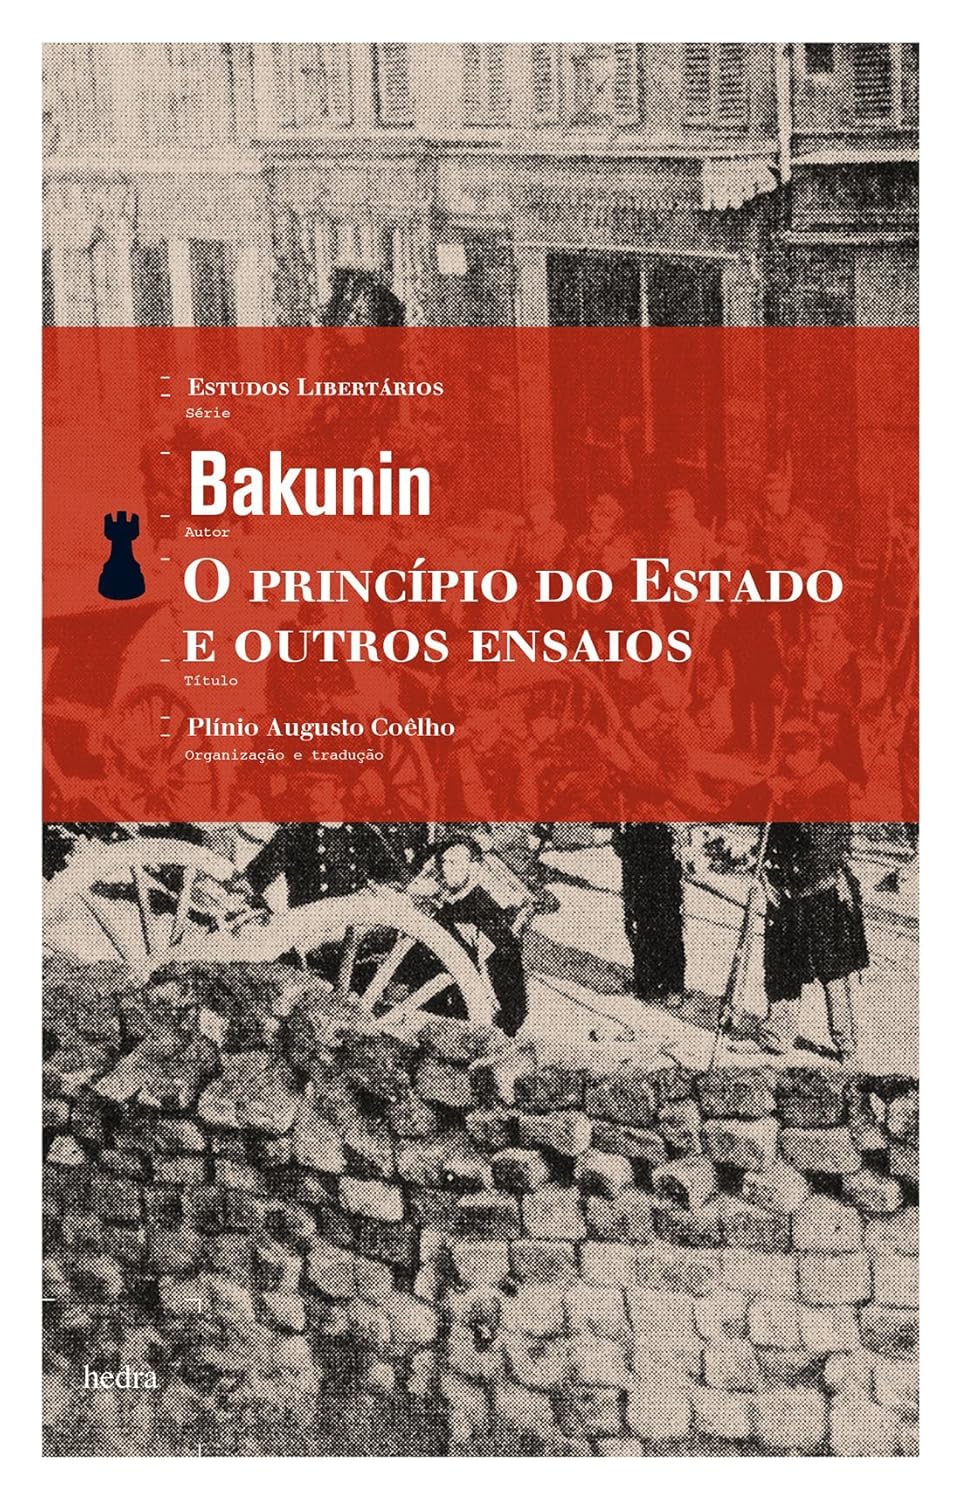 ESTUDOS LIBERTÁRIOS
Série
Bakunin
Autor
O PRINCÍPIO DO ESTADO
E OUTROS ENSAIOS
Título
Plínio Augusto Coêlho
Organização e tradução
hedra